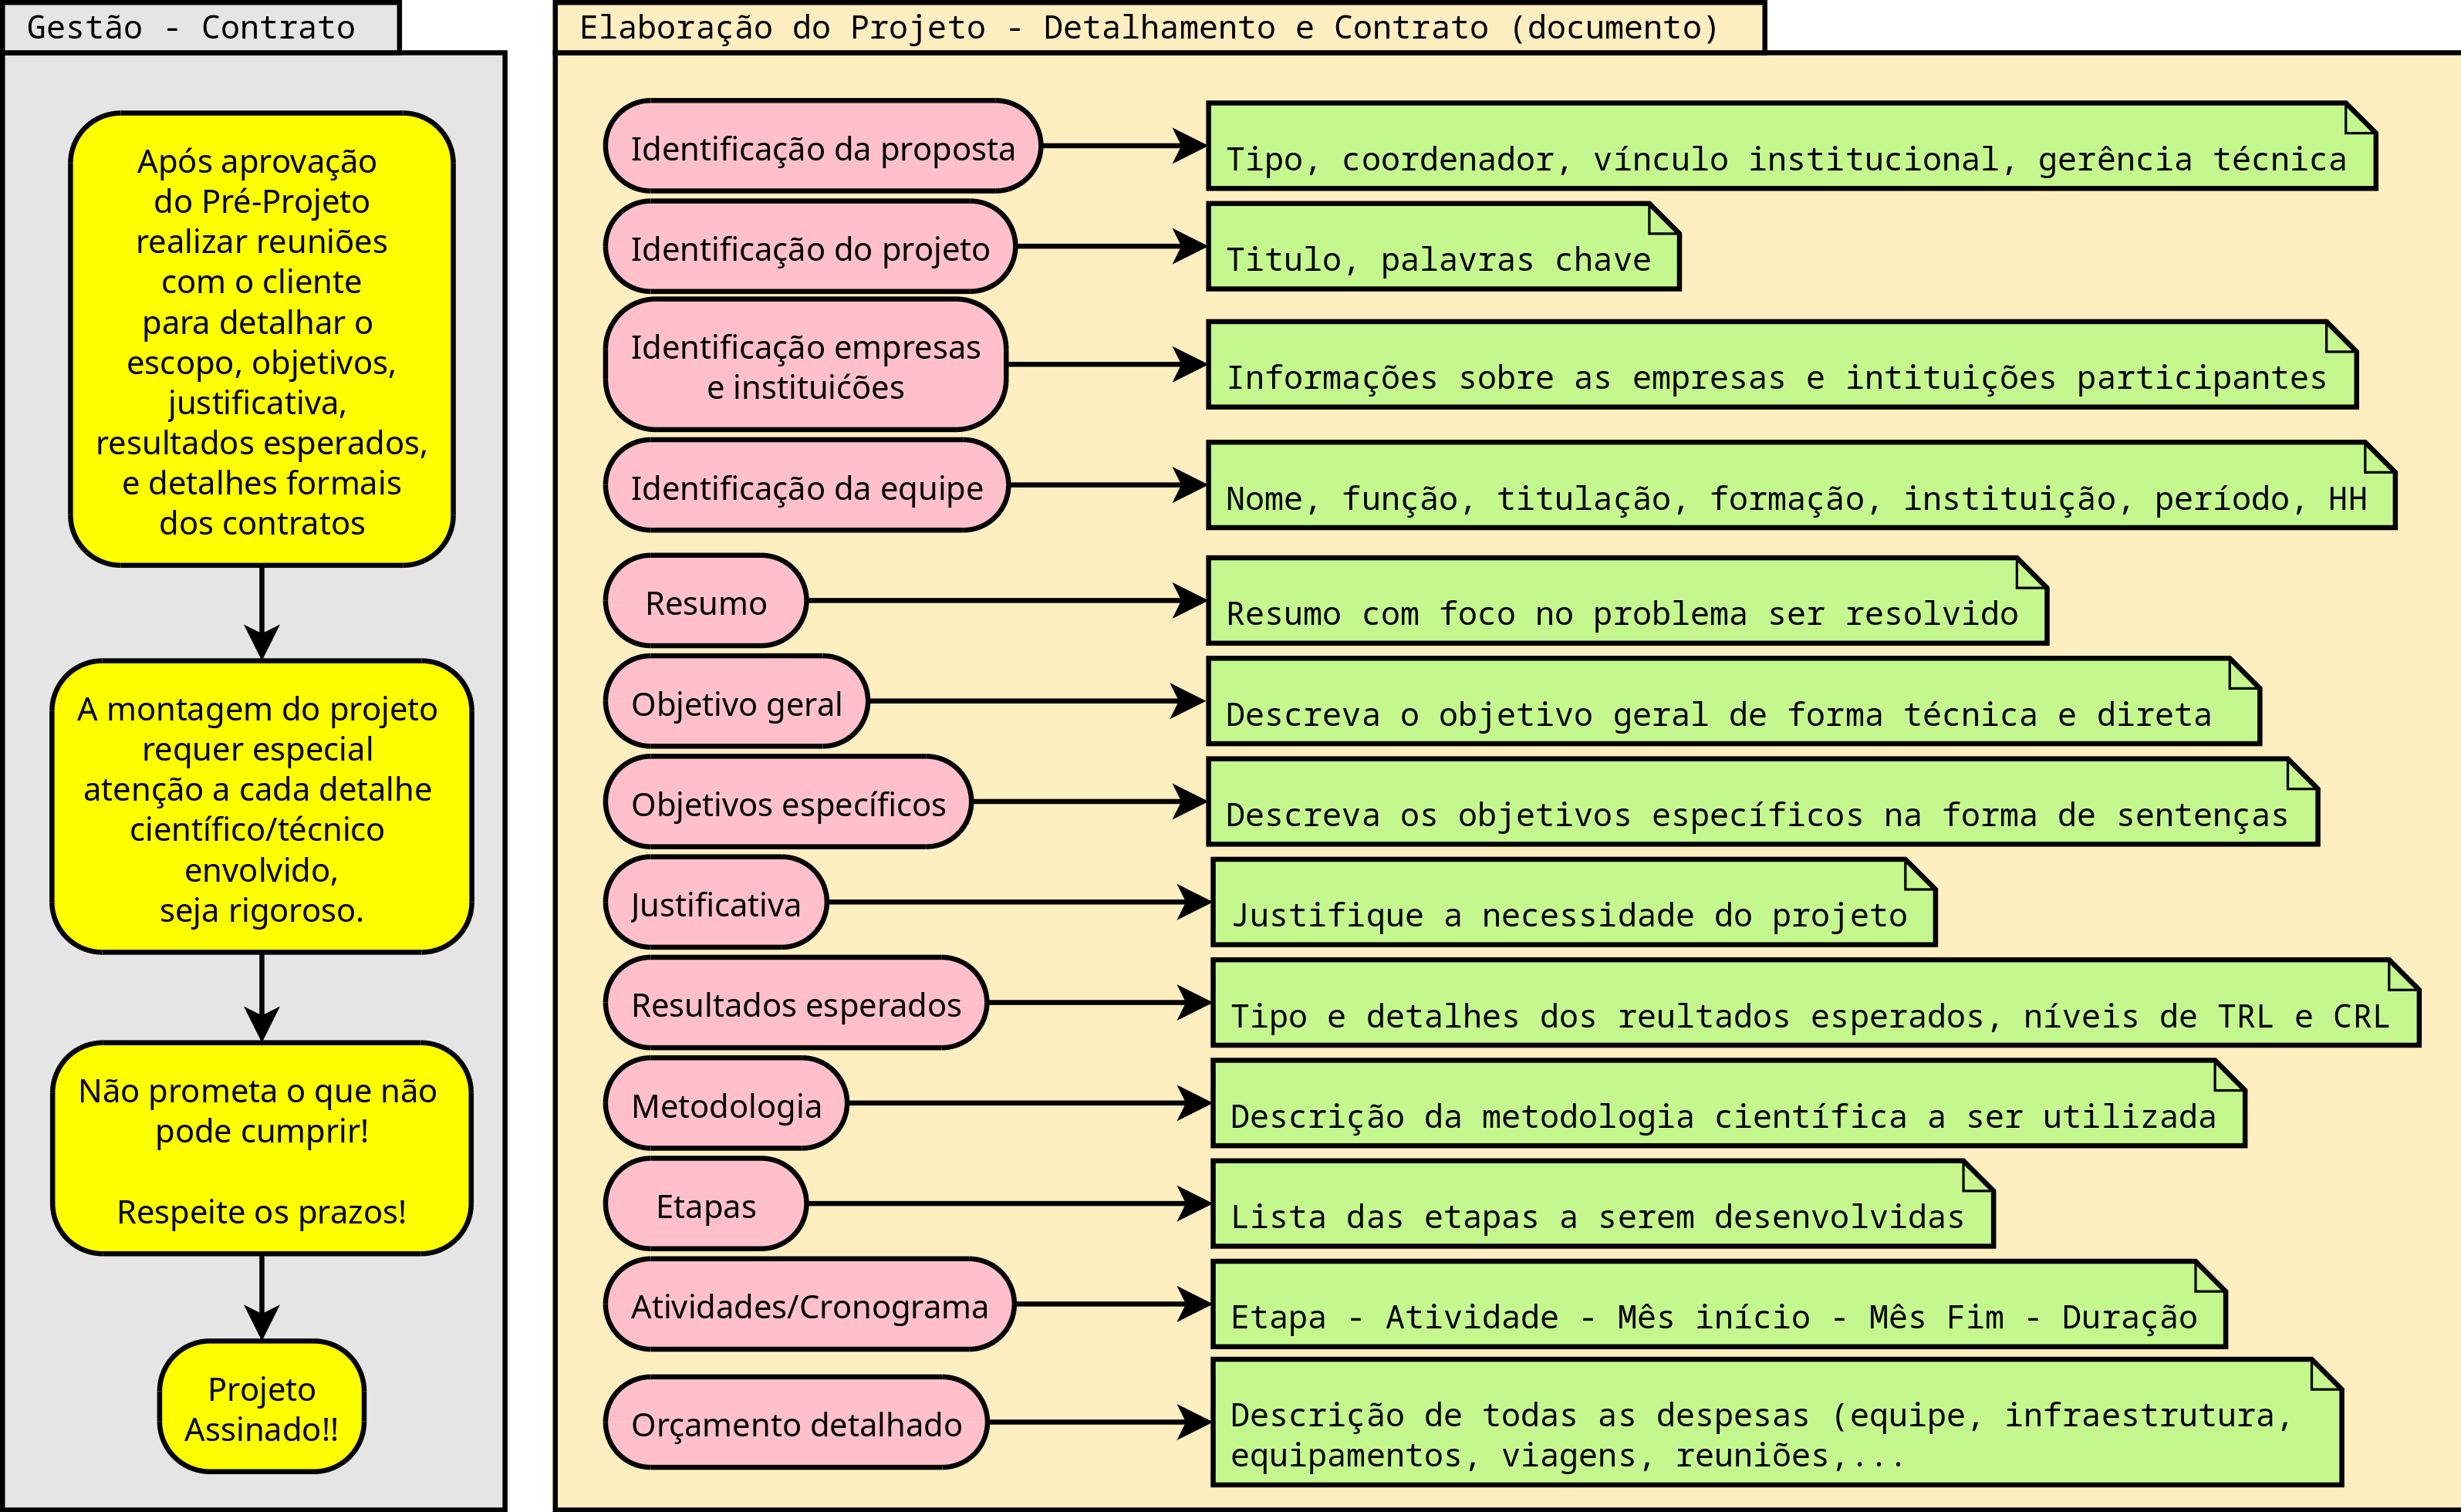 Gestão - Contrato
Após aprovação
do Pré-Projeto
realizar reuniões
com o cliente
para detalhar o
escopo, objetivos,
justificativa,
resultados esperados,
e detalhes formais
dos contratos
A montagem do projeto
requer especial
atenção a cada detalhe
científico/técnico
envolvido,
seja rigoroso.
Não prometa o que não
pode cumprir!
Respeite os prazos!
Projeto
Assinado!!
Elaboração do Projeto - Detalhamento e Contrato (documento)
Identificação da proposta
Tipo, coordenador, vínculo institucional, gerência técnica
Identificação do projeto
Titulo, palavras chave
Identificação empresas
e instituićões
Informações sobre as empresas e intituições participantes
Identificação da equipe
Nome, função, titulação, formação, instituição, período, HH
Resumo
Resumo com foco no problema ser resolvido
Objetivo geral
Descreva o objetivo geral de forma técnica e direta
Objetivos específicos
Descreva os objetivos específicos na forma de sentenças
Justificativa
Justifique a necessidade do projeto
Resultados esperados
Tipo e detalhes dos reultados esperados, níveis de TRL e CRL
Metodologia
Descrição da metodologia científica a ser utilizada
Etapas
Lista das etapas a serem desenvolvidas
Atividades/Cronograma
Etapa - Atividade - Mês início - Mês Fim - Duração
Orçamento detalhado
Descrição de todas as despesas (equipe, infraestrutura,
equipamentos, viagens, reuniões,...